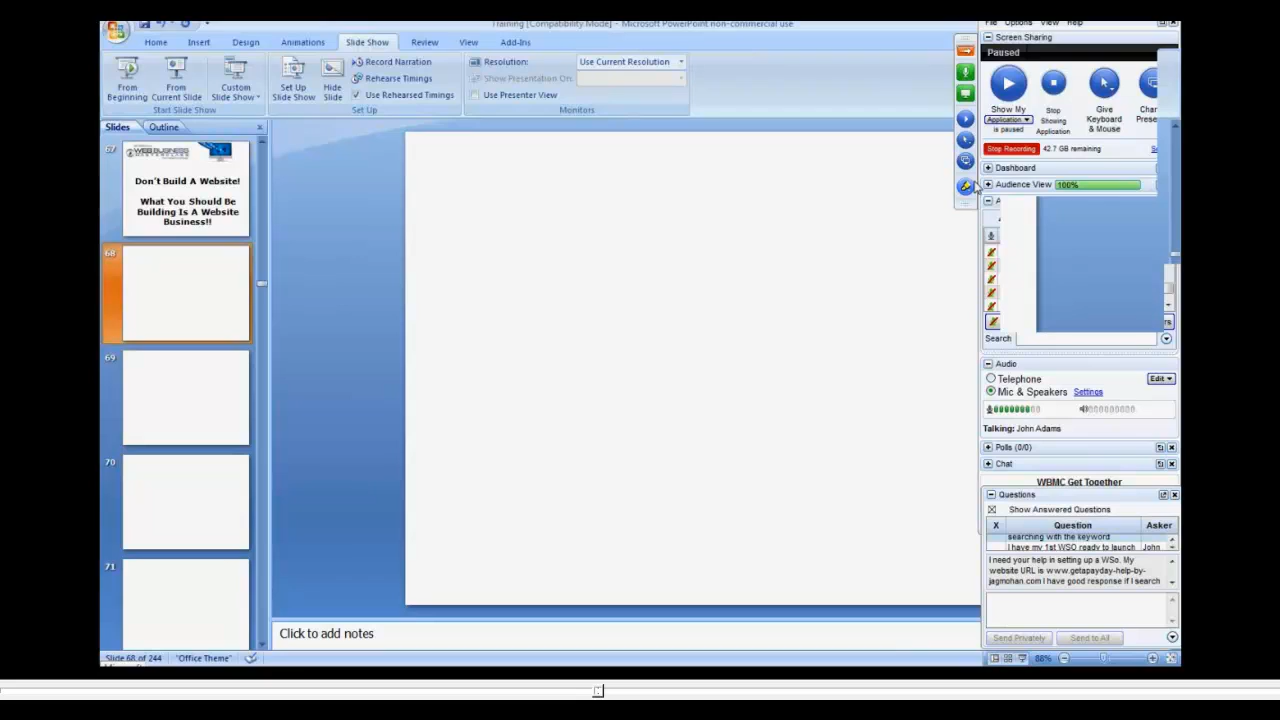 Training [Compatibility Mode] - Microsoft PowerPoint non-commercial use
File Options View Help
Home Insert Design Animations Slide Show Review View Add-Ins
Screen Sharing
Paused
From Beginning
From Current Slide
Custom Slide Show
Start Slide Show
Set Up Slide Show
Hide Slide
Record Narration
Rehearse Timings
Use Rehearsed Timings
Set Up
Resolution: Use Current Resolution
Show Presentation On:
Use Presenter View
Monitors
Show My
Application
is paused
Stop
Showing
Application
Give
Keyboard
& Mouse
Stop Recording 42.7 GB remaining
Dashboard
Audience View 100%
Slides Outline
67
WEB BUSINESS
Don't Build A Website!
What You Should Be
Building Is A Website
Business!!
68
69
70
71
Search
Audio
Telephone
Edit
Mic & Speakers Settings
Talking: John Adams
Polls (0/0)
Chat
WBMC Get Together
Questions
Show Answered Questions
X Question Asker
searching with the keyword
I have my 1st WSO ready to launch John
I need your help in setting up a WSo. My
website URL is www.getapayday-help-by-
jagmohan.com I have good response if I search
Send Privately Send to All
Click to add notes
Slide 68 of 244 "Office Theme" 88%